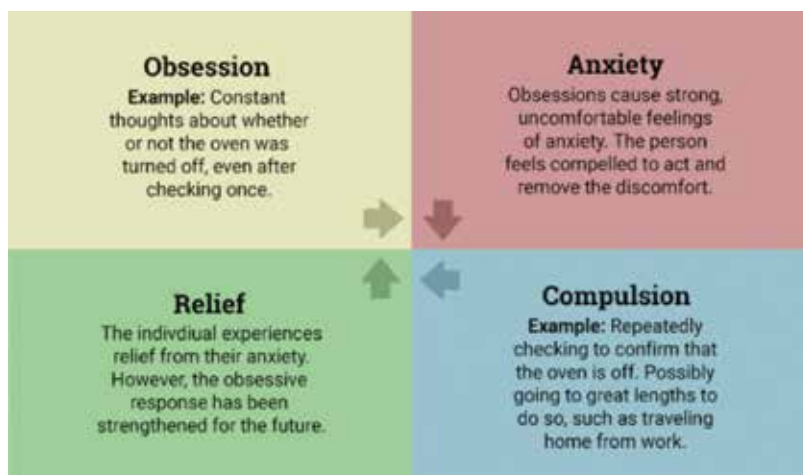 Obsession
Example: Constant
thoughts about whether
or not the oven was
turned off, even after
checking once.
Anxiety
Obsessions cause strong,
uncomfortable feelings
of anxiety. The person
feels compelled to act and
remove the discomfort.
Relief
The indivdiual experiences
relief from their anxiety.
However, the obsessive
response has been
strengthened for the future.
Compulsion
Example: Repeatedly
checking to confirm that
the oven is off. Possibly
going to great lengths to
do so, such as traveling
home from work.